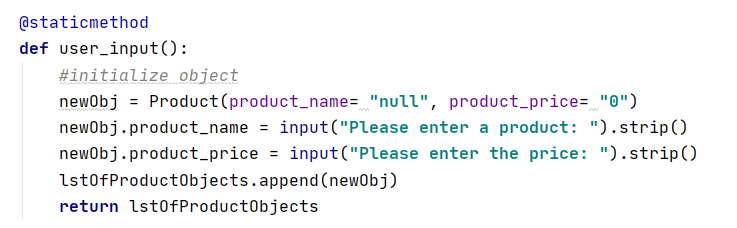 @staticmethod
def user_input():
#initialize object
newObj = Product(product_name= "null", product_price= "0")
newObj.product_name = input("Please enter a product: ").strip()
newObj.product_price = input("Please enter the price: ").strip()
lstOfProductObjects.append(newObj)
return lstOfProductObjects